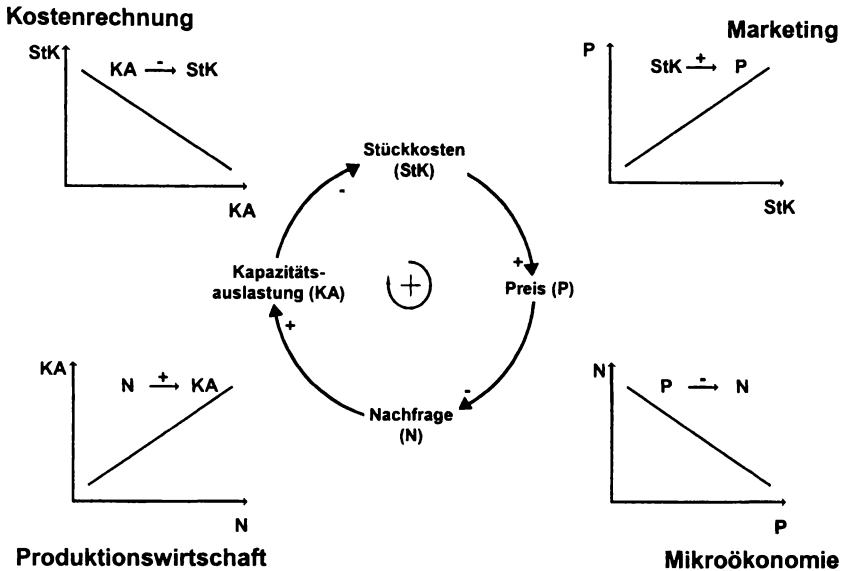 Kostenrechnung
StK
KA - StK
KA
Marketing
P
StK + P
StK
Stückkosten
(StK)
-
+
Kapazitäts-
auslastung (KA)
+
Preis (P)
+
-
Nachfrage
(N)
KA
N + KA
N
Produktionswirtschaft
N
P - N
P
Mikroökonomie